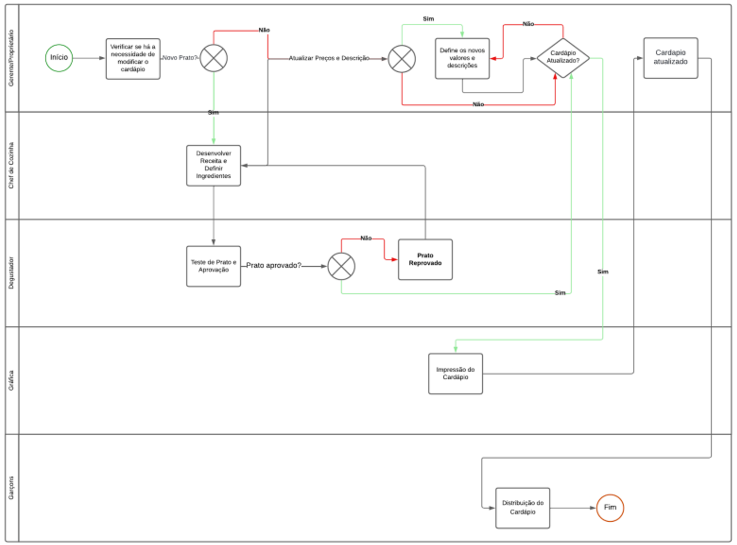 Gerente/Proprietário
Início
Verificar se há a
necessidade de
modificar o
cardápio
Novo Prato?
Não
Atualizar Preços e Descrição
Sim
Define os novos
valores e
descrições
Não
Cardápio
Atualizado?
Não
Cardapio
atualizado
Sim
Chef de Cozinha
Desenvolver
Receita e
Definir
Ingredientes
Degustador
Teste de Prato e
Aprovação
Prato aprovado?
Não
Prato
Reprovado
Sim
Sim
Gráfica
Impressão do
Cardápio
Garçons
Distribuição do
Cardápio
Fim